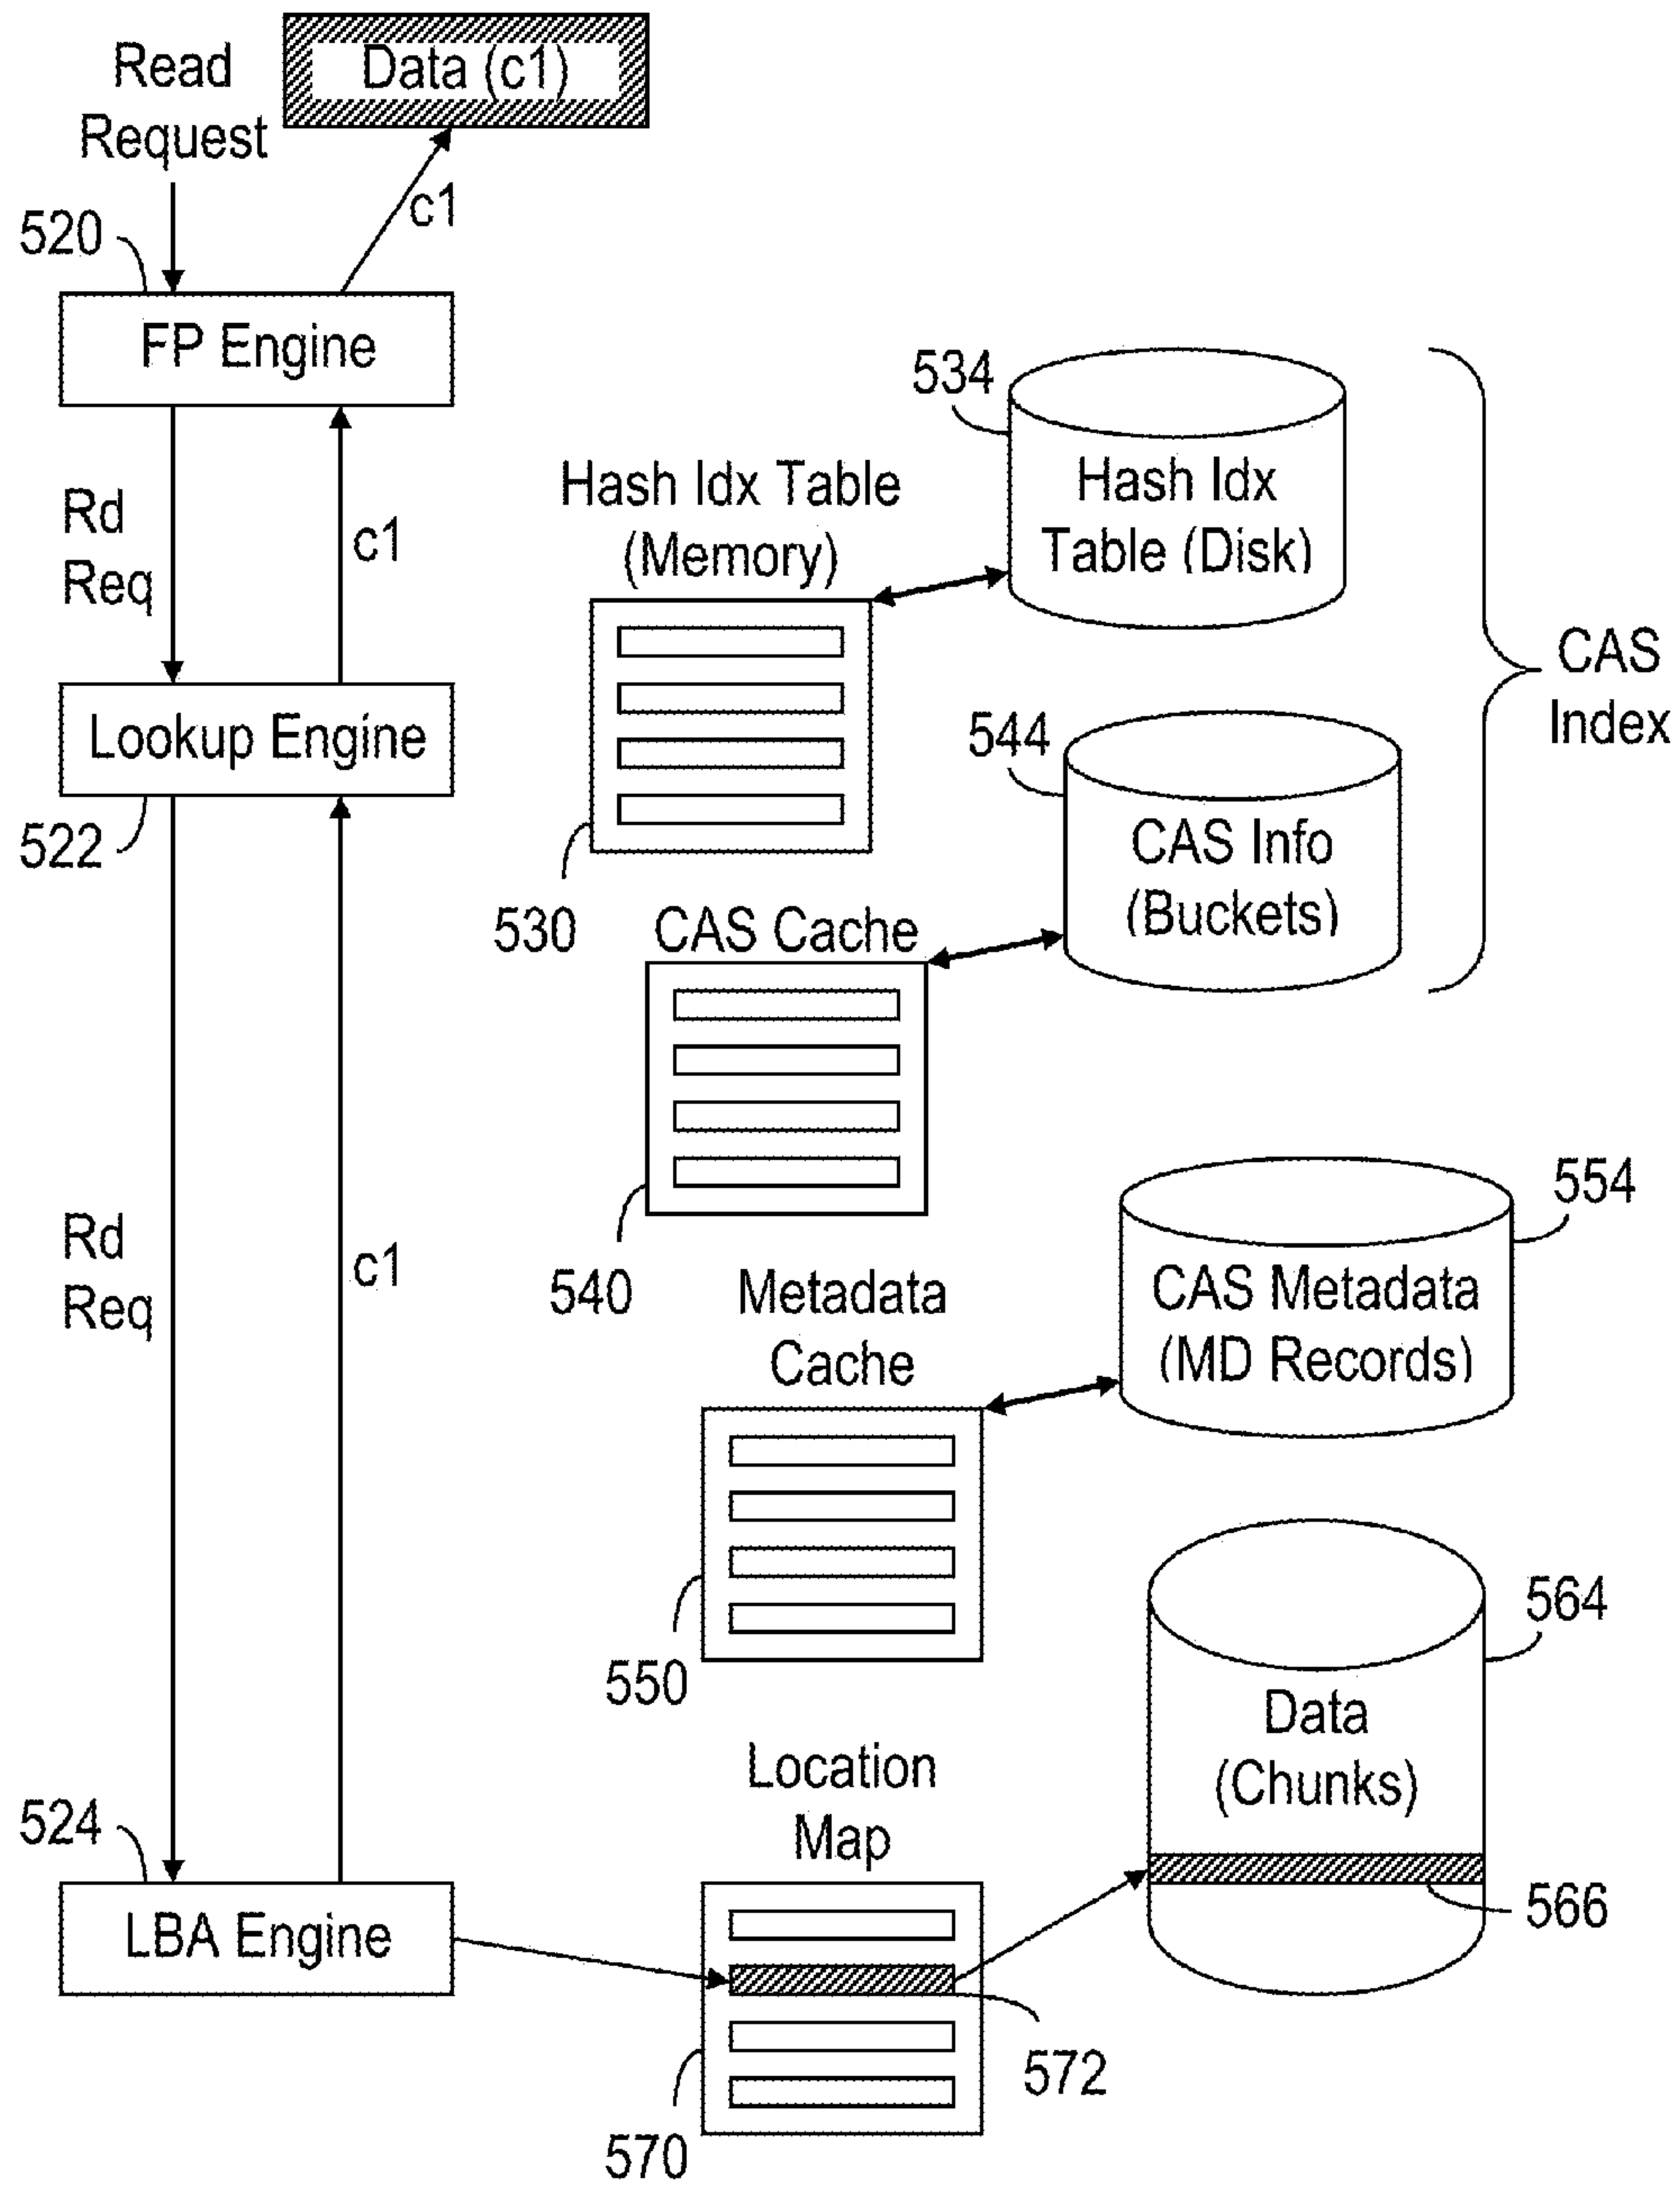 Read
Request
Data (c1)
c1
520
FP Engine
Rd
Req
c1
Lookup Engine
522
Hash Idx Table
(Memory)
530
534
Hash Idx
Table (Disk)
CAS
Index
544
CAS Info
(Buckets)
CAS Cache
540
Rd
Req
c1
Metadata
Cache
550
554
CAS Metadata
(MD Records)
564
Data
(Chunks)
566
Location
Map
524
LBA Engine
572
570